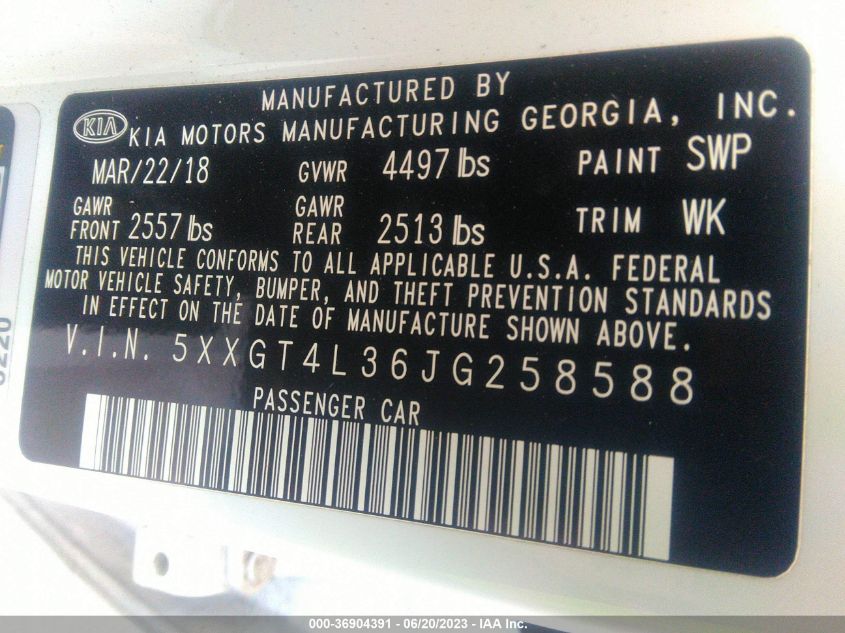 MANUFACTURED BY
KIA KIA MOTORS MANUFACTURING GEORGIA, INC.
MAR/22/18 GVWR 4497 lbs PAINT SWP
GAWR GAWR
FRONT 2557 lbs REAR 2513 lbs TRIM WK
THIS VEHICLE CONFORMS TO ALL APPLICABLE U.S.A. FEDERAL
MOTOR VEHICLE SAFETY, BUMPER, AND THEFT PREVENTION STANDARDS
IN EFFECT ON THE DATE OF MANUFACTURE SHOWN ABOVE.
V.I.N. 5XXGT4L36JG258588
PASSENGER CAR
000-36904391 - 06/20/2023 - IAA Inc.